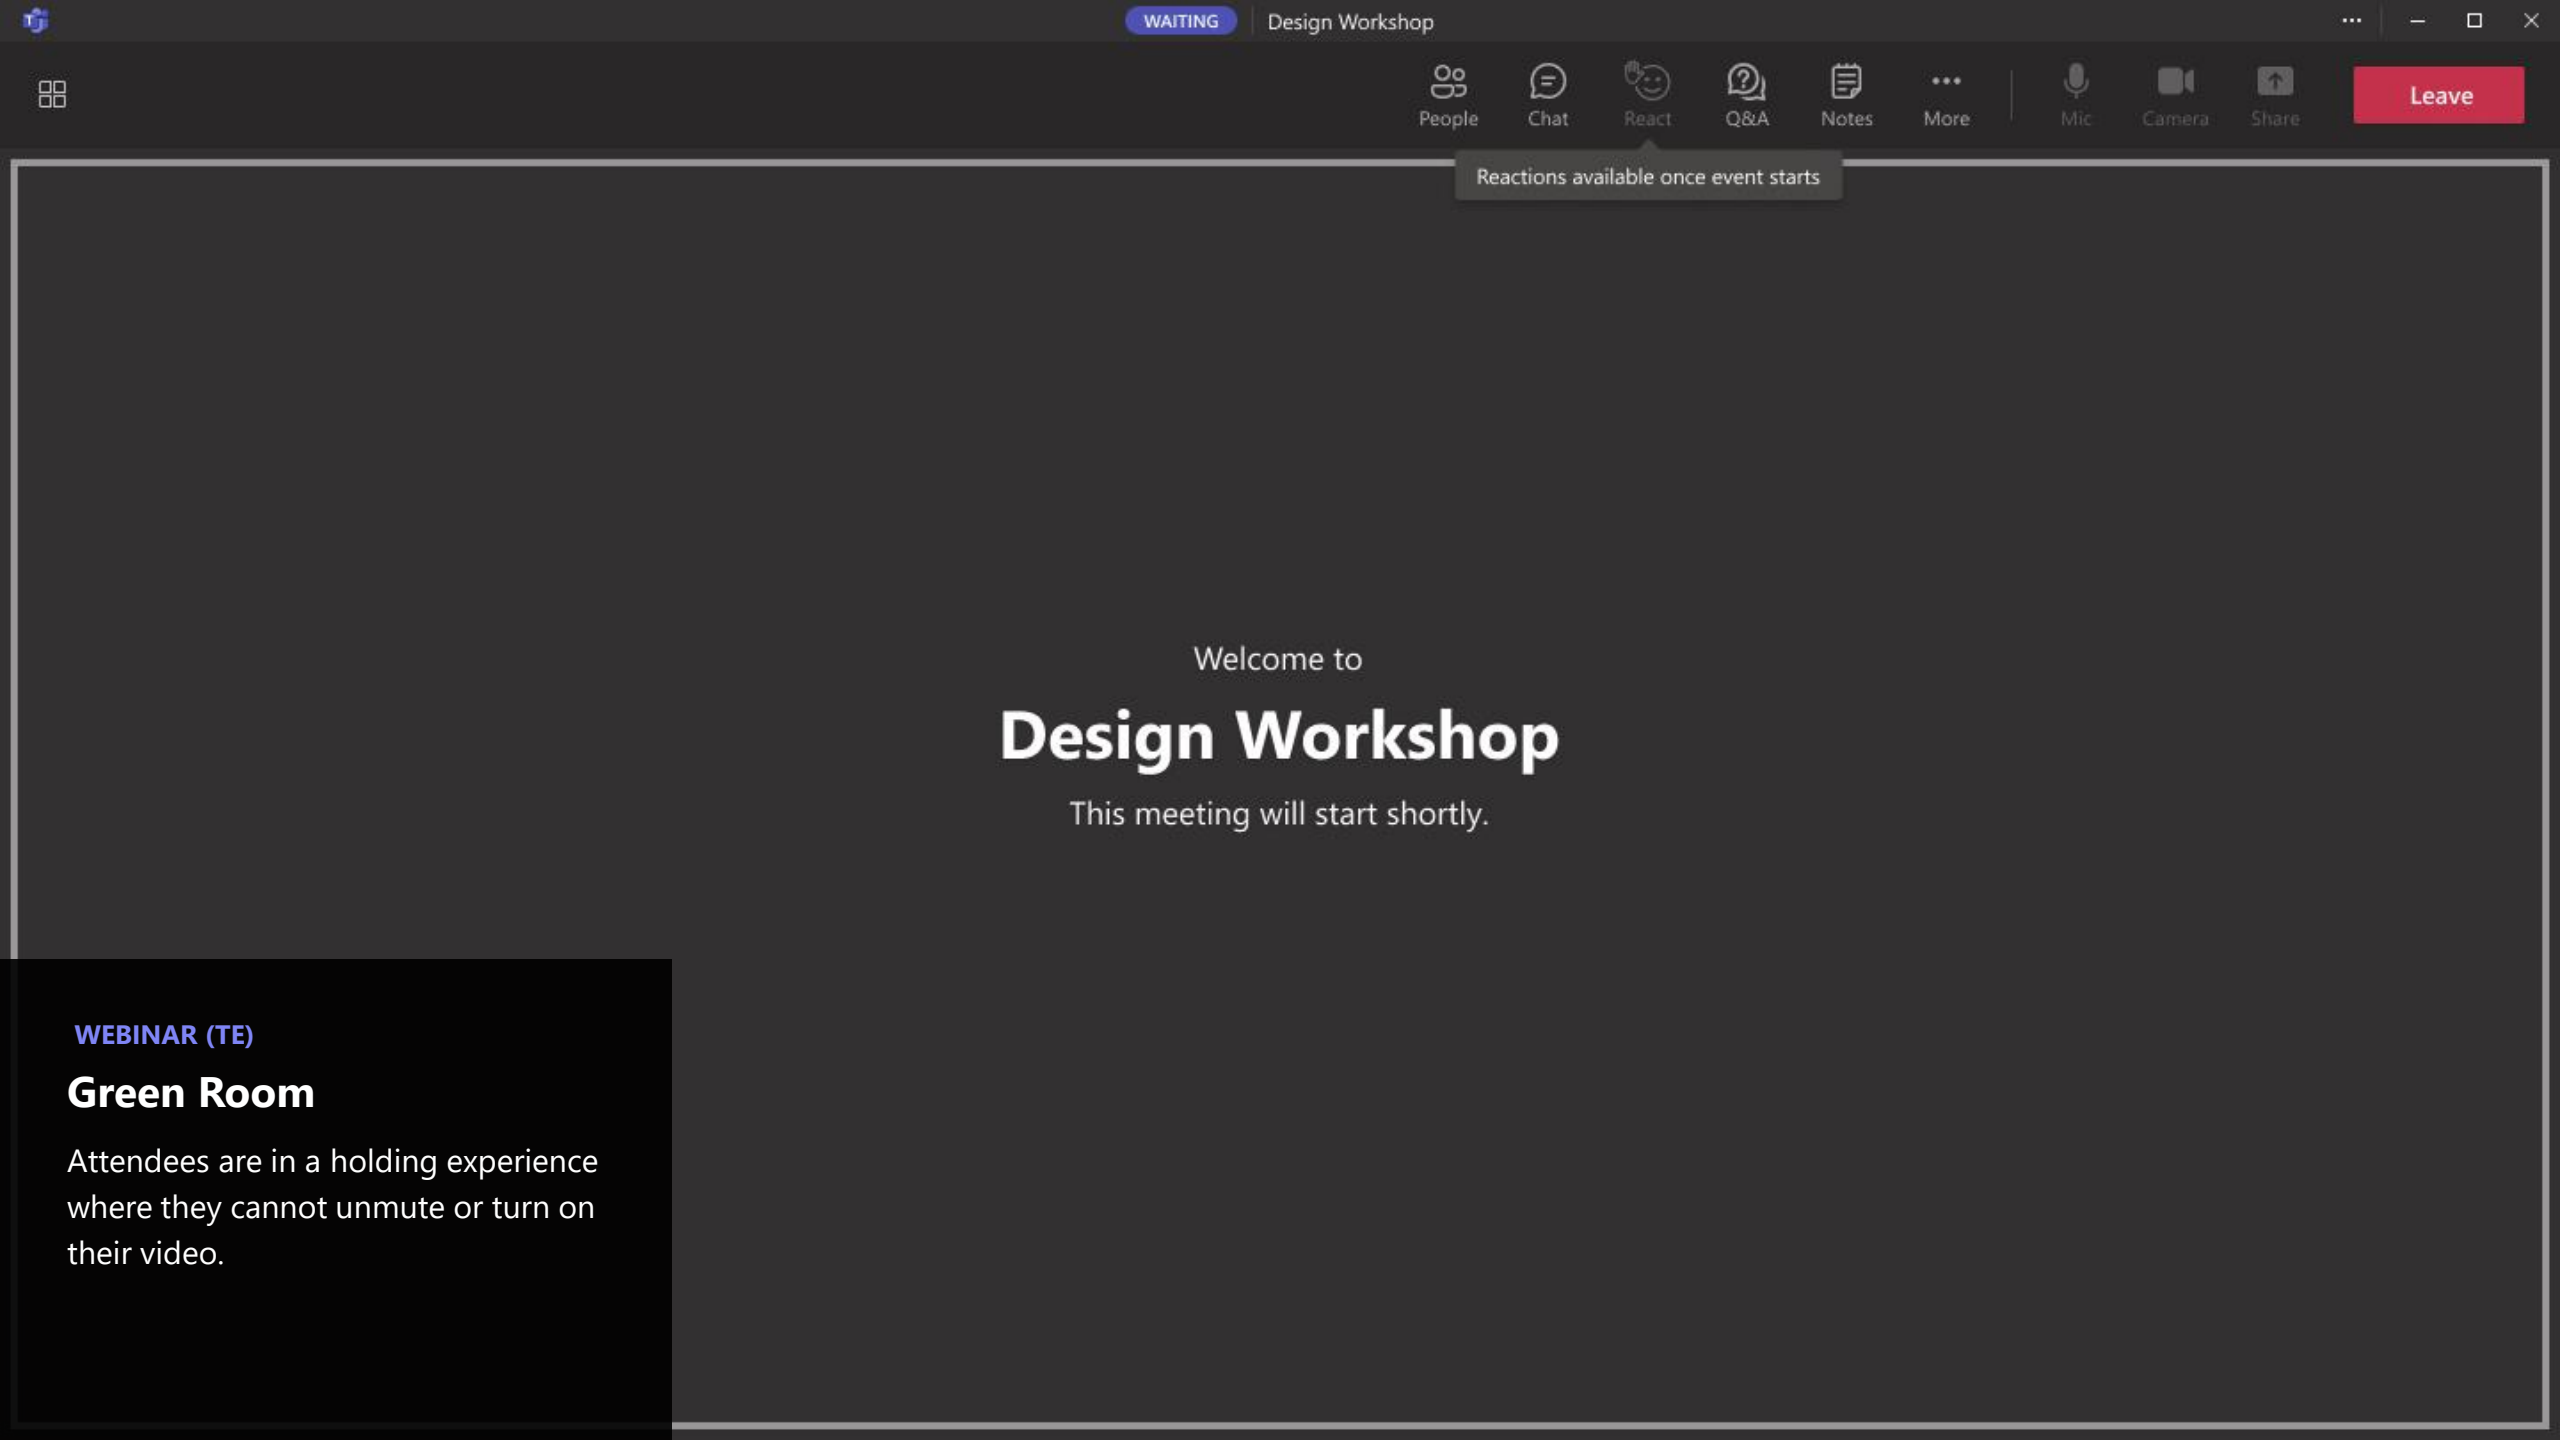 WAITING
Design Workshop
People
Chat
React
Q&A
Notes
More
Mic
Camera
Share
Leave
Reactions available once event starts
Welcome to
Design Workshop
This meeting will start shortly.
WEBINAR (TE)
Green Room
Attendees are in a holding experience
where they cannot unmute or turn on
their video.